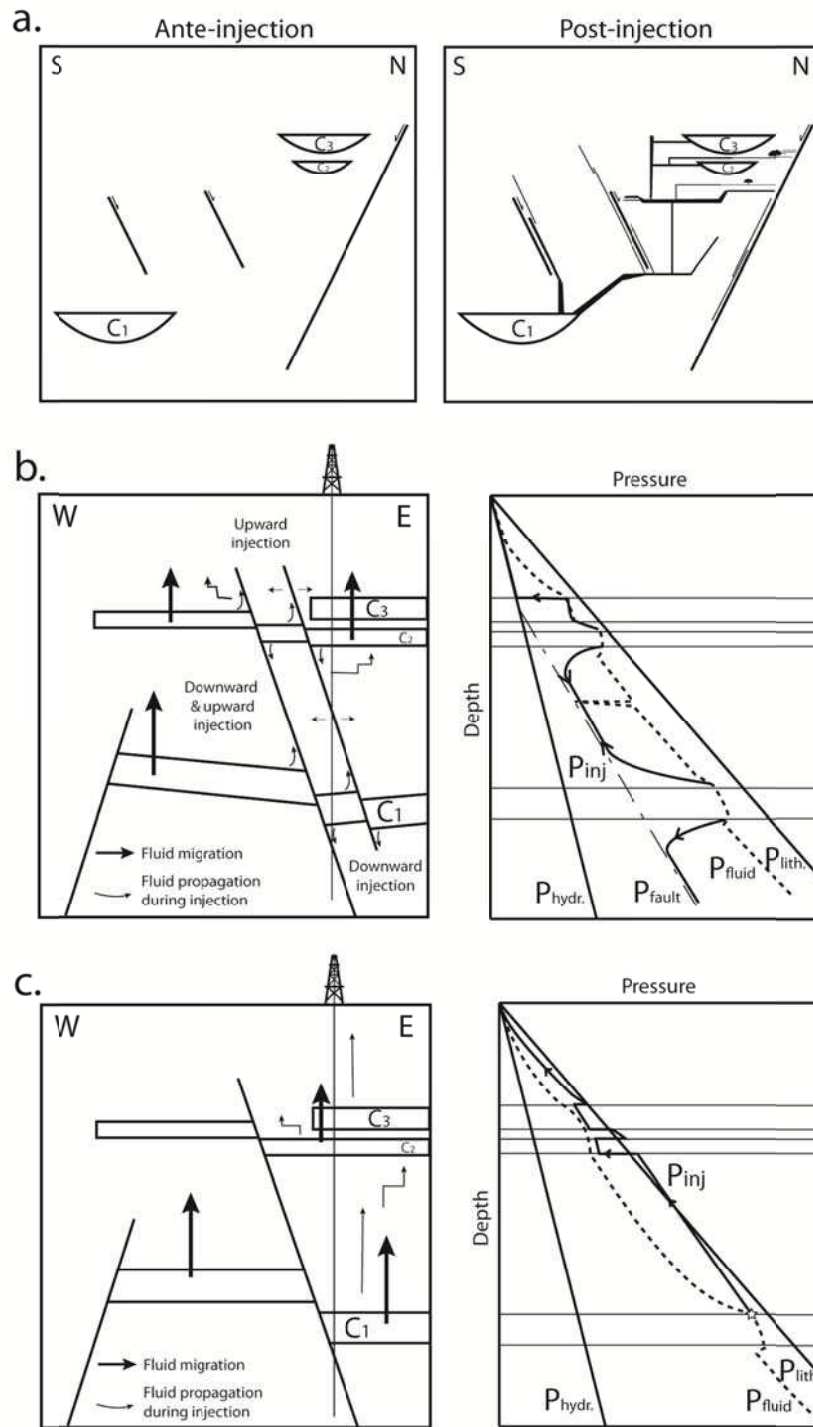 a.
Ante-injection
Post-injection
S
N
S
N
C3
C2
C1
C3
C2
C1
b.
W
E
Upward
injection
C3
C2
Downward
& upward
injection
C1
Fluid migration
Fluid propagation
during injection
Downward
injection
Pressure
Depth
Pinj
Phydr.
Pfault
Pfluid
Plith.
c.
W
E
C3
C2
C1
Fluid migration
Fluid propagation
during injection
Pressure
Depth
Pinj
Phydr.
Plith
Pfluid